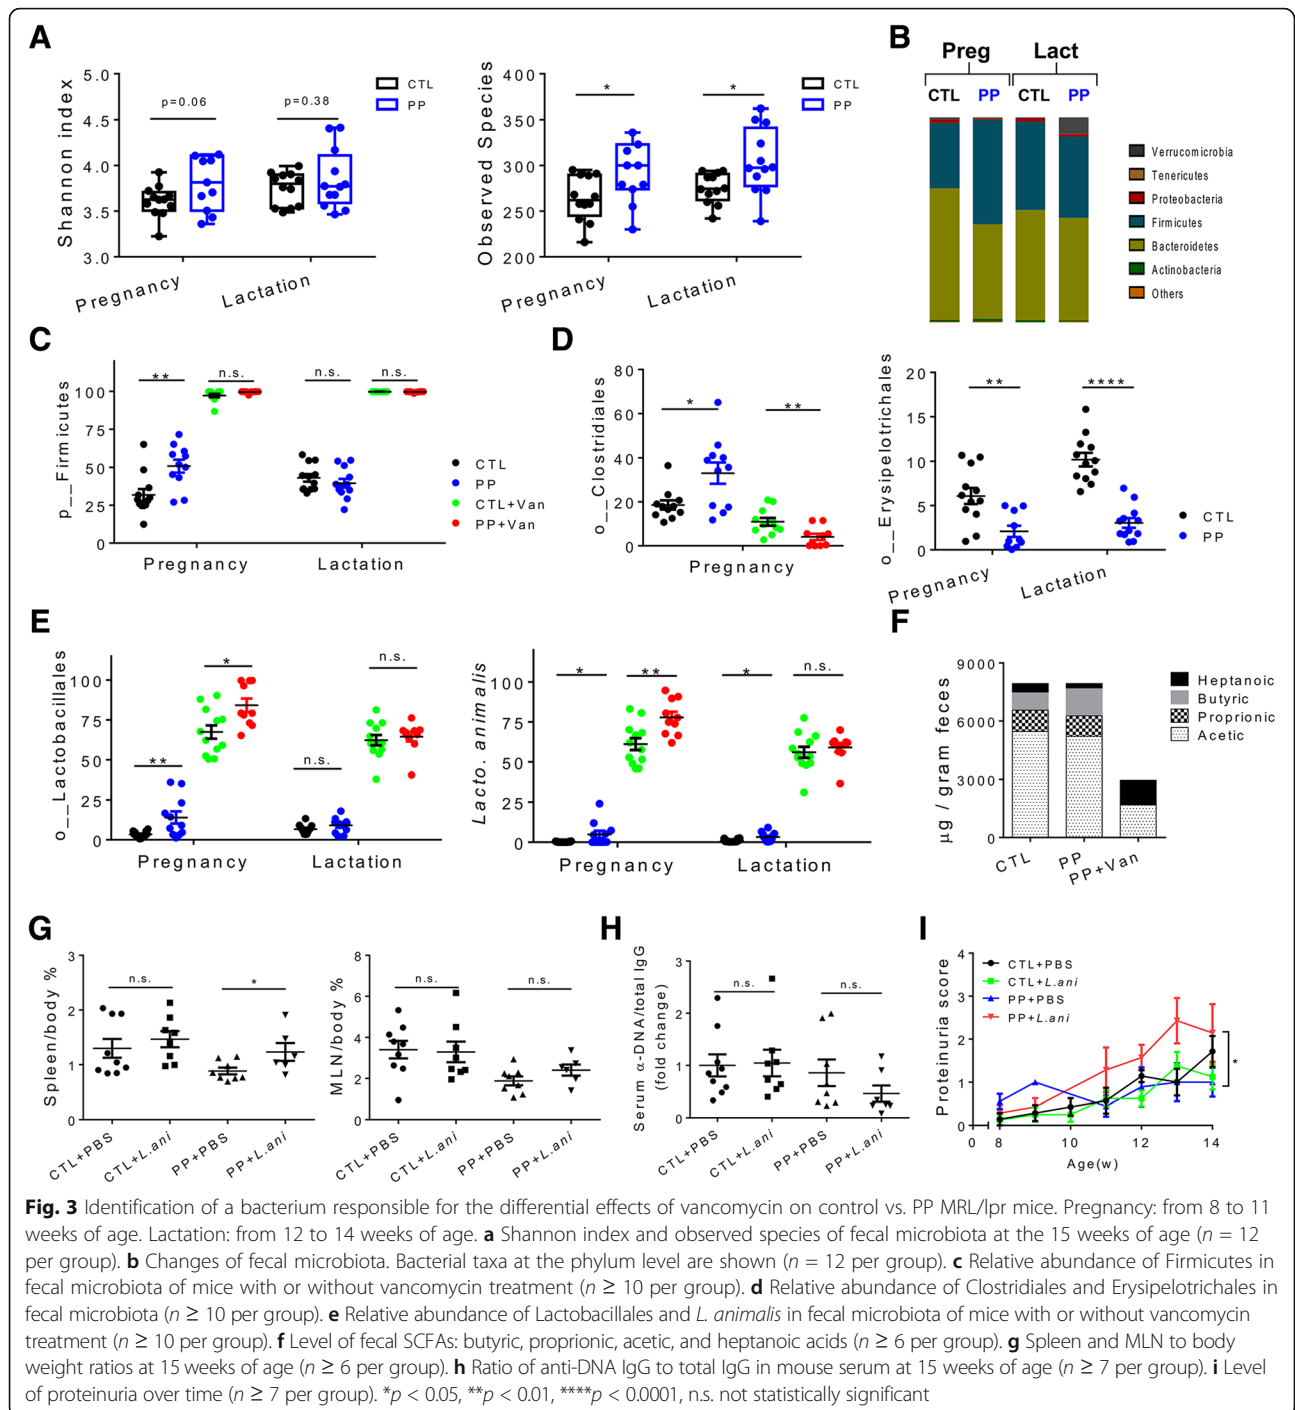 A
Shannon index
5.0
4.5
4.0
3.5
3.0
p=0.06
p=0.38
CTL
PP
Pregnancy
Lactation
Observed Species
400
350
300
250
200
*
*
CTL
PP
Pregnancy
Lactation
B
Preg
Lact
CTL
PP
CTL
PP
Verrucomicrobia
Tenericutes
Proteobacteria
Firmicutes
Bacteroidetes
Actinobacteria
Others
C
p__Firmicutes
100
75
50
25
0
**
n.s.
n.s.
n.s.
Pregnancy
Lactation
CTL
PP
CTL+Van
PP+Van
D
o__Clostridiales
80
60
40
20
0
*
**
Pregnancy
o__Erysipelotrichales
20
15
10
5
0
**
****
Pregnancy
Lactation
CTL
PP
E
o__Lactobacillales
100
75
50
25
0
**
*
n.s.
n.s.
Pregnancy
Lactation
Lacto. animalis
100
75
50
25
0
*
**
*
n.s.
Pregnancy
Lactation
F
μg / gram feces
9000
6000
3000
0
CTL
PP
PP+Van
Heptanoic
Butyric
Proprionic
Acetic
G
Spleen/body %
3
2
1
0
n.s.
*
CTL+PBS
CTL+L.ani
PP+PBS
PP+L.ani
MLN/body %
8
6
4
2
0
n.s.
n.s.
CTL+PBS
CTL+L.ani
PP+PBS
PP+L.ani
H
Serum α-DNA/total IgG
(fold change)
3
2
1
0
n.s.
n.s.
CTL+PBS
CTL+L.ani
PP+PBS
PP+L.ani
I
Proteinuria score
4
3
2
1
0
CTL+PBS
CTL+L.ani
PP+PBS
PP+L.ani
*
0 8 10 12 14
Age(w)
Fig. 3 Identification of a bacterium responsible for the differential effects of vancomycin on control vs. PP MRL/lpr mice. Pregnancy: from 8 to 11
weeks of age. Lactation: from 12 to 14 weeks of age. a Shannon index and observed species of fecal microbiota at the 15 weeks of age (n = 12
per group). b Changes of fecal microbiota. Bacterial taxa at the phylum level are shown (n = 12 per group). c Relative abundance of Firmicutes in
fecal microbiota of mice with or without vancomycin treatment (n ≥ 10 per group). d Relative abundance of Clostridiales and Erysipelotrichales in
fecal microbiota (n ≥ 10 per group). e Relative abundance of Lactobacillales and L. animalis in fecal microbiota of mice with or without vancomycin
treatment (n ≥ 10 per group). f Level of fecal SCFAs: butyric, proprionic, acetic, and heptanoic acids (n ≥ 6 per group). g Spleen and MLN to body
weight ratios at 15 weeks of age (n ≥ 6 per group). h Ratio of anti-DNA IgG to total IgG in mouse serum at 15 weeks of age (n ≥ 7 per group). i Level
of proteinuria over time (n ≥ 7 per group). *p < 0.05, **p < 0.01, ****p < 0.0001, n.s. not statistically significant